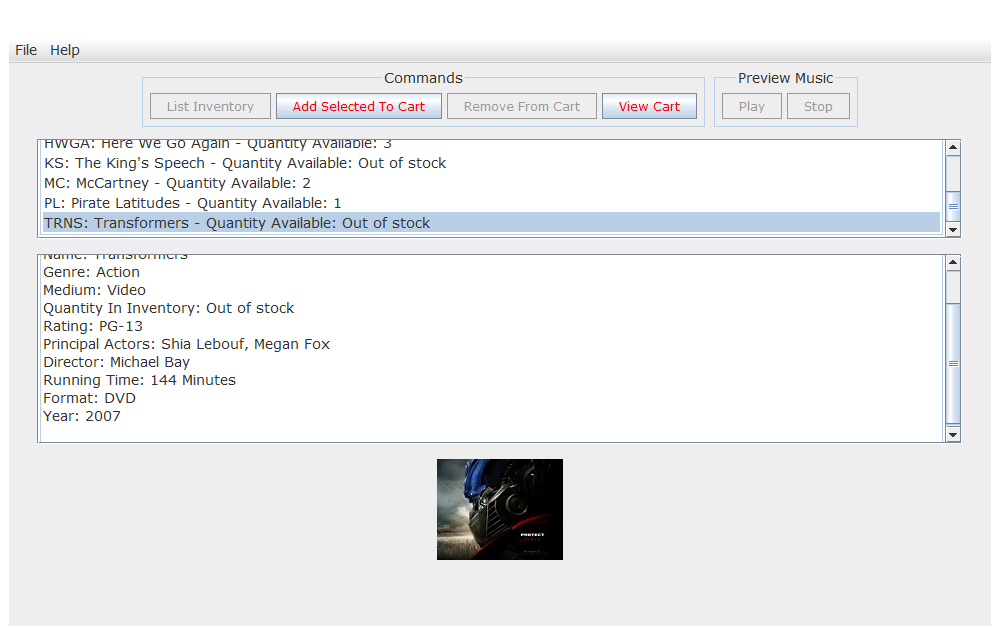 File Help
Commands
Preview Music
List Inventory Add Selected To Cart Remove From Cart View Cart Play Stop
HWGA: Here We Go Again - Quantity Available: 3
KS: The King's Speech - Quantity Available: Out of stock
MC: McCartney - Quantity Available: 2
PL: Pirate Latitudes - Quantity Available: 1
TRNS: Transformers - Quantity Available: Out of stock
Name: Transformers
Genre: Action
Medium: Video
Quantity In Inventory: Out of stock
Rating: PG-13
Principal Actors: Shia Lebouf, Megan Fox
Director: Michael Bay
Running Time: 144 Minutes
Format: DVD
Year: 2007
PROTECT